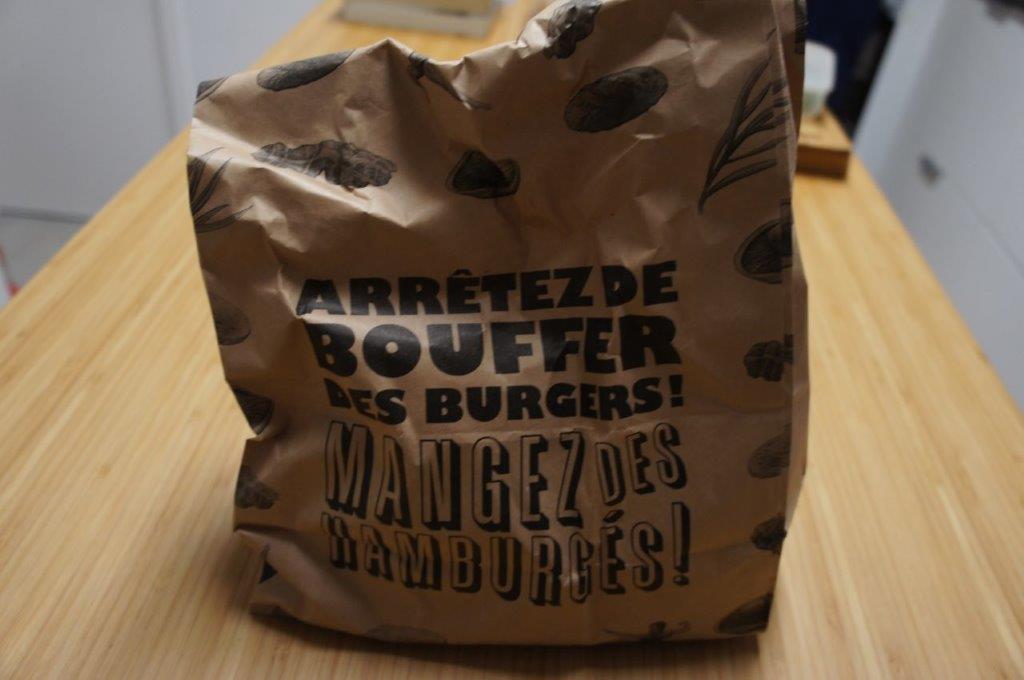 ARRÊTEZ DE
BOUFFER
DES BURGERS!
MANGEZ DES
HAMBURGÉS!